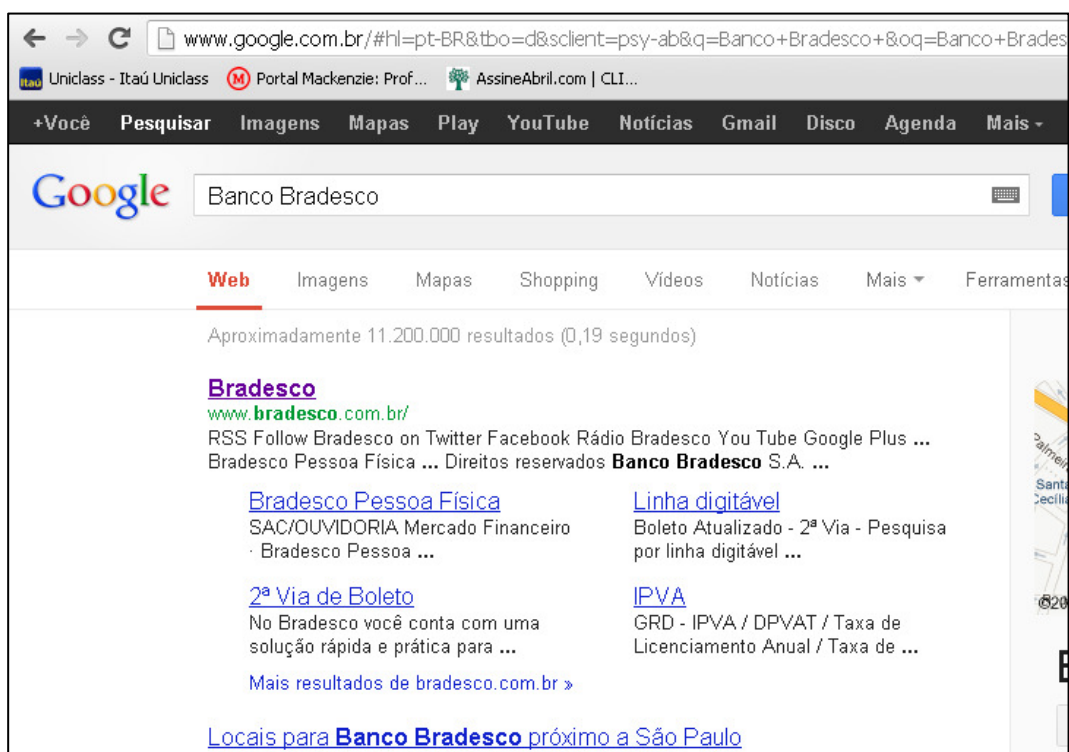 www.google.com.br/#hl=pt-BR&tbo=d&sclient=psy-ab&q=Banco+Bradesco+&oq=Banco+Brades
Itaú Uniclass - Itaú Uniclass M Portal Mackenzie: Prof... AssineAbril.com | CLI...
+Você Pesquisar Imagens Mapas Play YouTube Notícias Gmail Disco Agenda Mais
Google Banco Bradesco
Web Imagens Mapas Shopping Vídeos Notícias Mais Ferramentas
Aproximadamente 11.200.000 resultados (0,19 segundos)
Bradesco
www.bradesco.com.br/
RSS Follow Bradesco on Twitter Facebook Rádio Bradesco You Tube Google Plus ...
Bradesco Pessoa Física ... Direitos reservados Banco Bradesco S.A. ...
Bradesco Pessoa Física
SAC/OUVIDORIA Mercado Financeiro
· Bradesco Pessoa ...
Linha digitável
Boleto Atualizado - 2ª Via - Pesquisa
por linha digitável ...
2ª Via de Boleto
No Bradesco você conta com uma
solução rápida e prática para ...
IPVA
GRD - IPVA / DPVAT / Taxa de
Licenciamento Anual / Taxa de ...
Mais resultados de bradesco.com.br »
Locais para Banco Bradesco próximo a São Paulo
Palmei
Santa
Cecília
©20